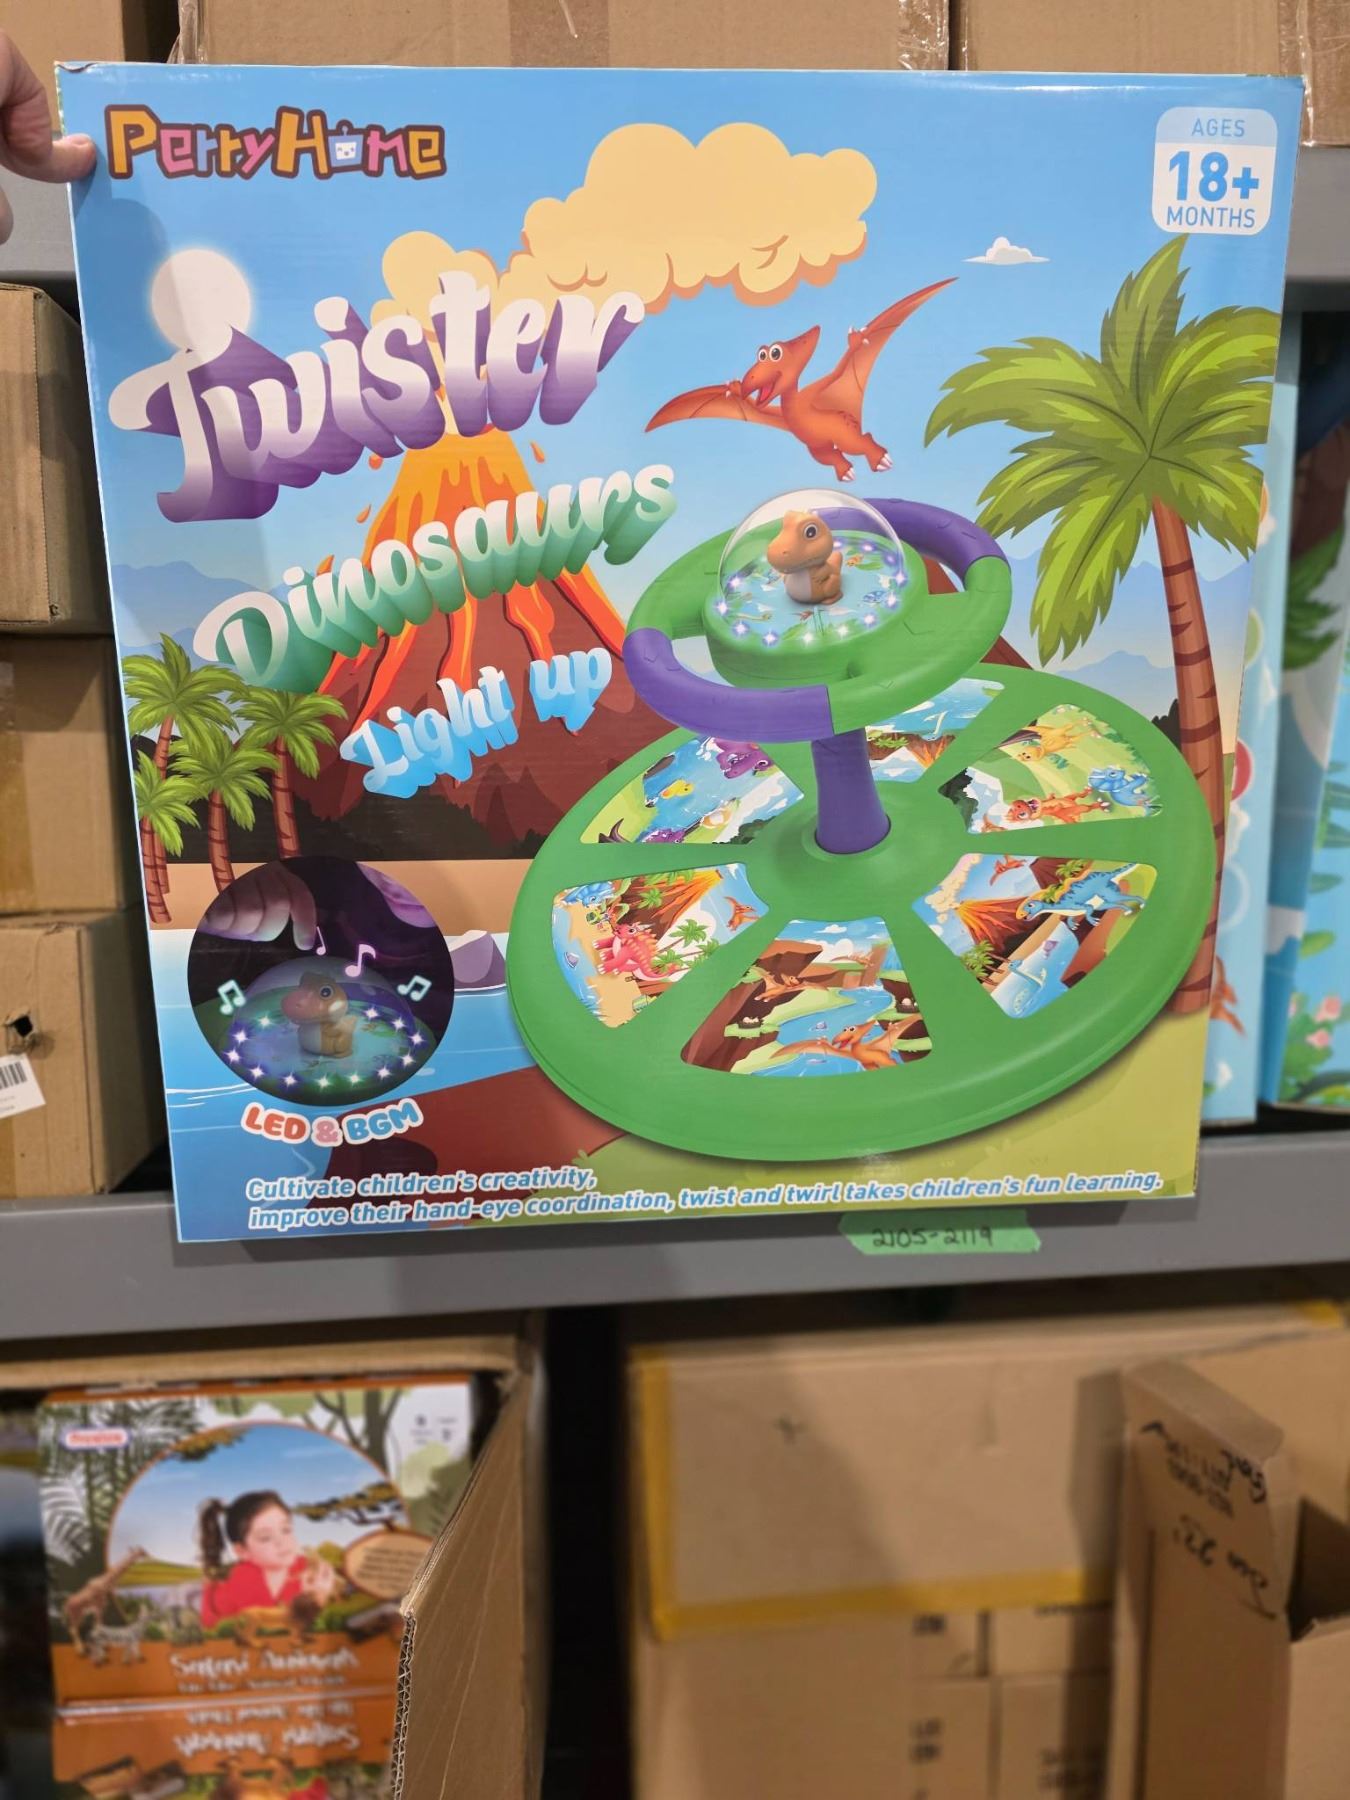 PerryHome
AGES
18+
MONTHS
Twister
Dinosaurs
Light up
LED & BGM
Cultivate children's creativity,
improve their hand-eye coordination, twist and twirl takes children's fun learning.
2105-2119